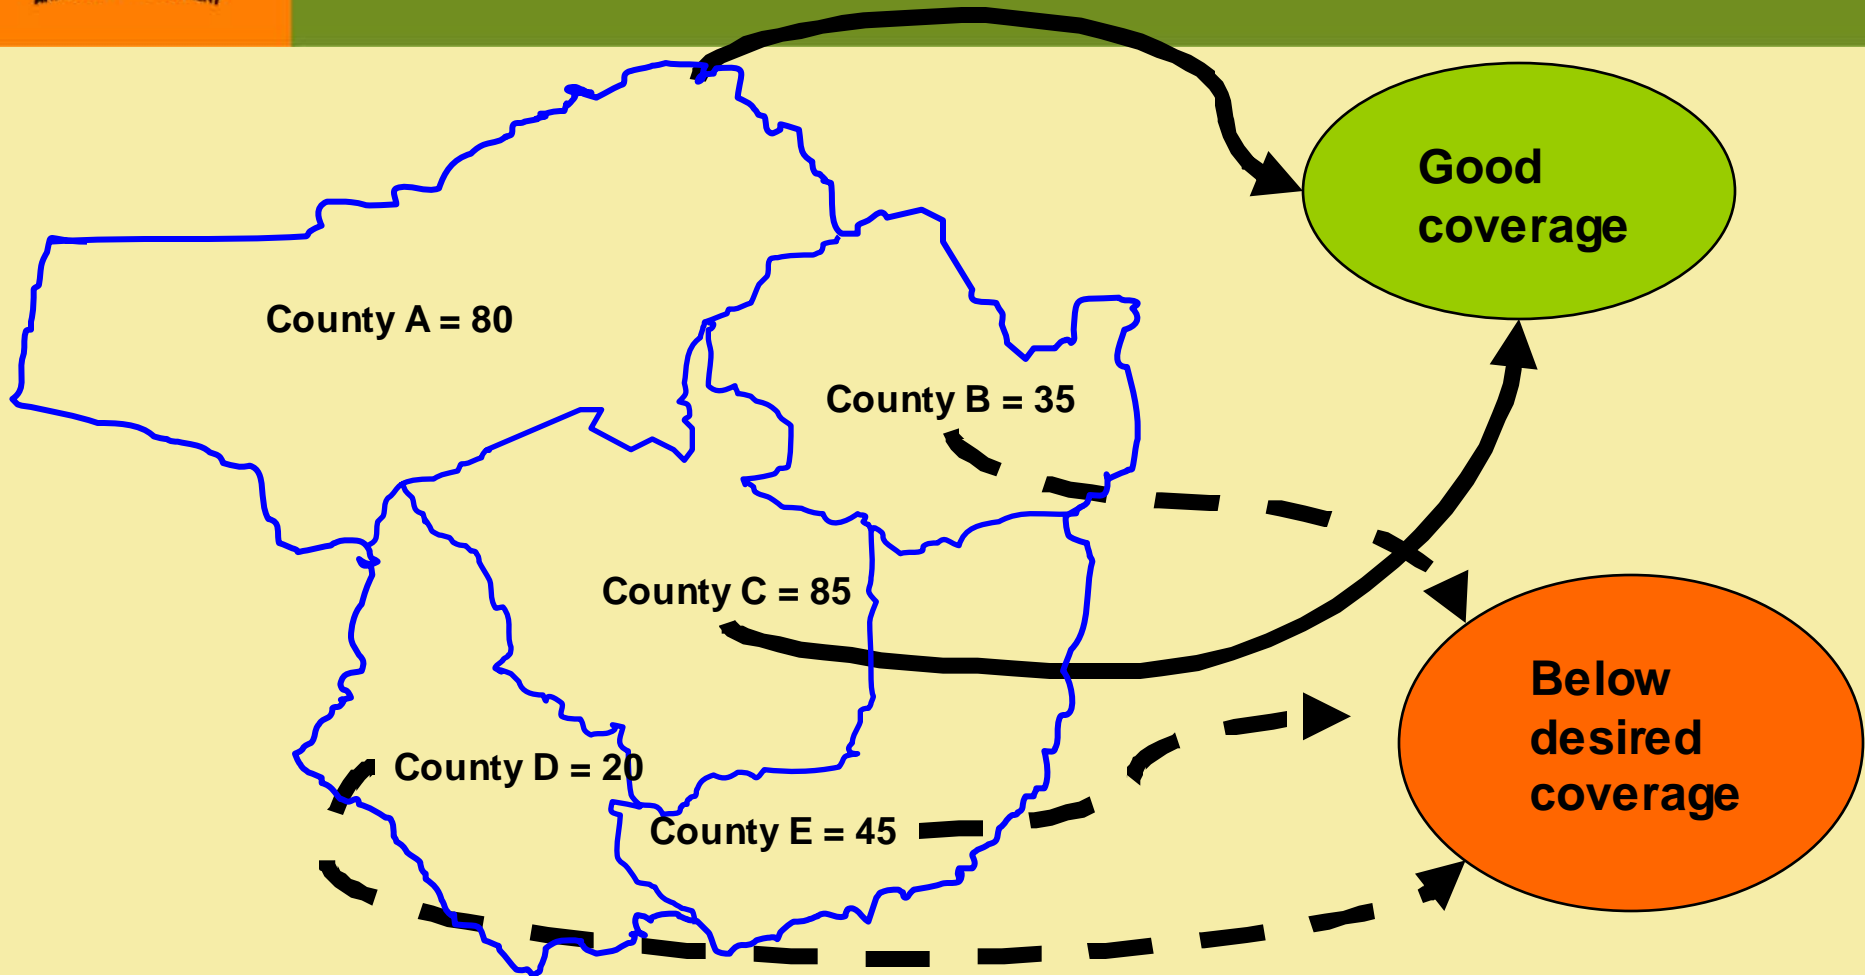 Good
coverage
County A = 80
County B = 35
County C = 85
Below
desired
coverage
County D = 20
County E = 45